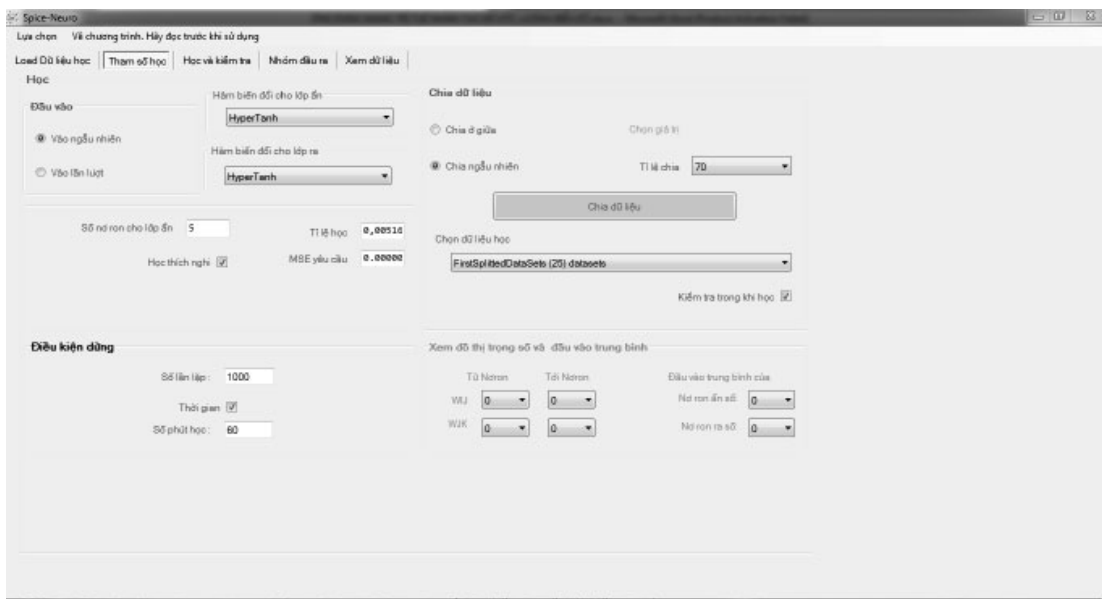 Spice-Neuro
Lựa chọn Về chương trình. Hãy đọc trước khi sử dụng
Load Dữ liệu học Tham số học Học và kiểm tra Nhóm đầu ra Xem dữ liệu
Học
Đầu vào
Vào ngẫu nhiên
Vào lần lượt
Hàm biến đổi cho lớp ẩn
HyperTanh
Hàm biến đổi cho lớp ra
HyperTanh
Số nơ ron cho lớp ẩn 5
Tỉ lệ học 0,00516
Học thích nghi
MSE yêu cầu 0.00000
Chia dữ liệu
Chia ở giữa
Chọn giá trị
Chia ngẫu nhiên
Tỉ lệ chia 70
Chia dữ liệu
Chọn dữ liệu học
FirstSplittedDataSets (25) datasets
Kiểm tra trong khi học
Điều kiện dừng
Số lần lặp : 1000
Thời gian
Số phút học : 60
Xem đồ thị trọng số và đầu vào trung bình
Từ Nơron Tới Nơron
WIJ 0 0
WJK 0 0
Đầu vào trung bình của
Nơ ron ẩn số: 0
Nơ ron ra số: 0